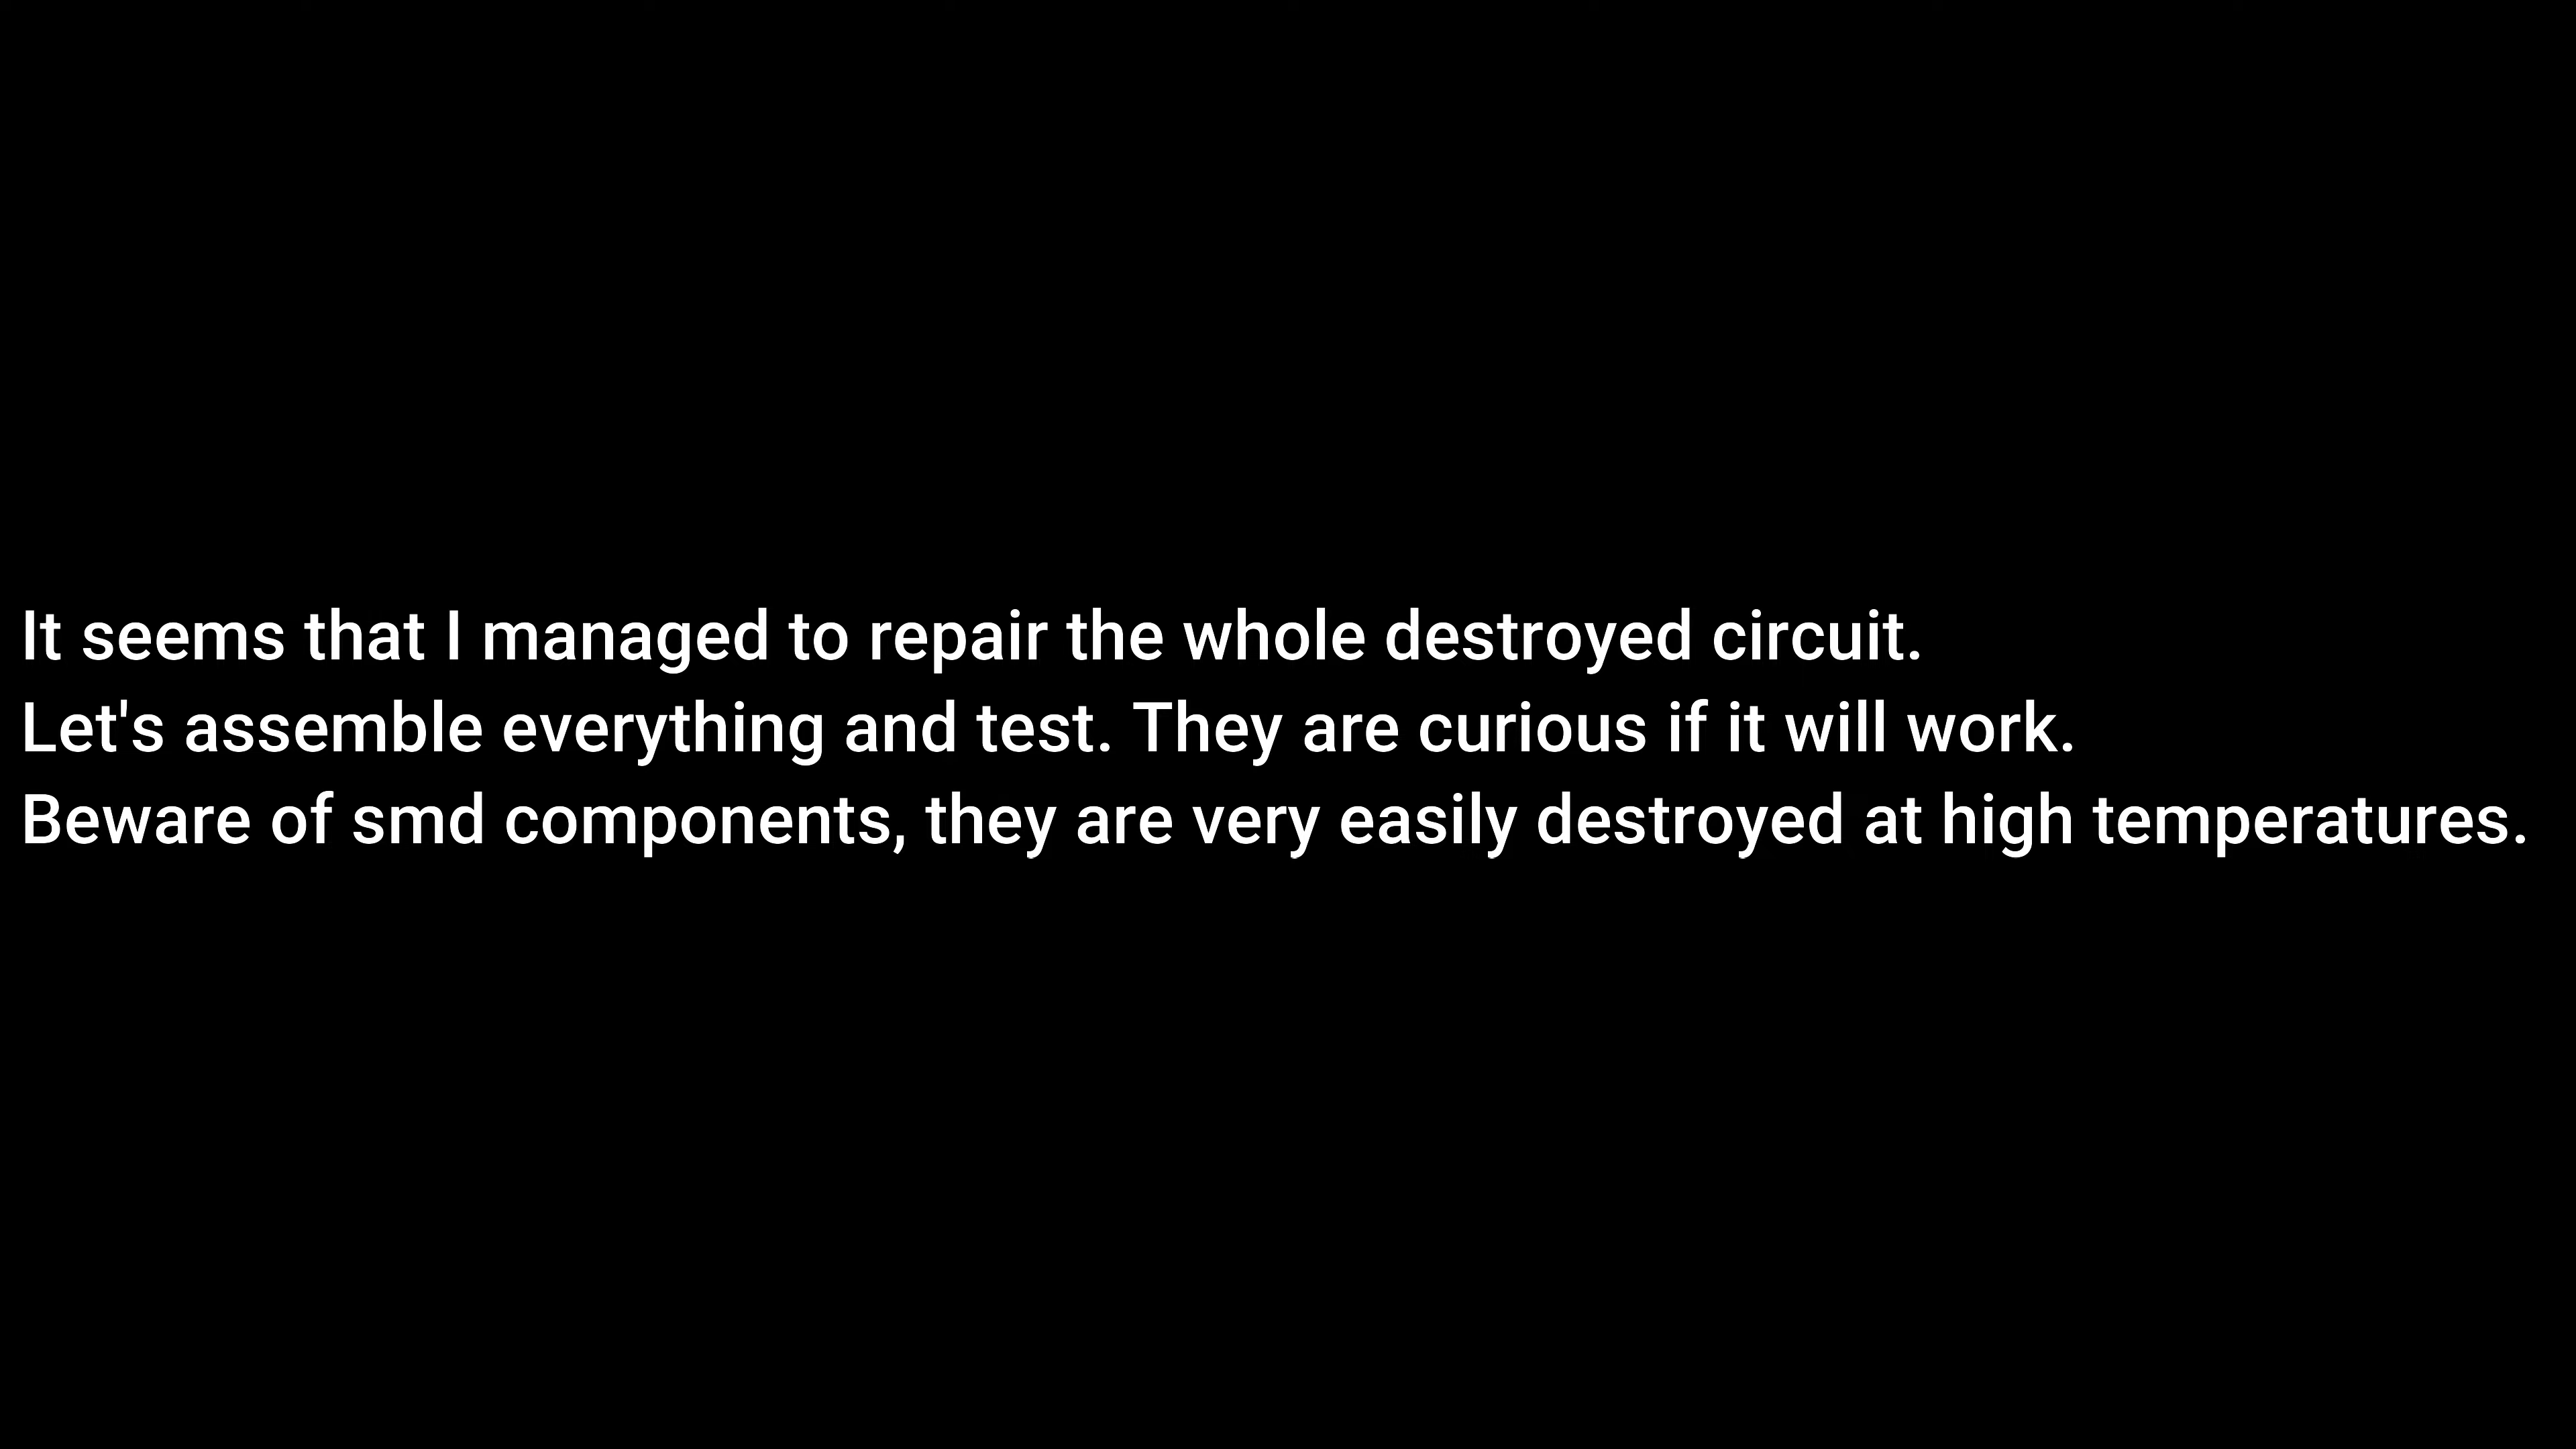 It seems that I managed to repair the whole destroyed circuit.
Let's assemble everything and test. They are curious if it will work.
Beware of smd components, they are very easily destroyed at high temperatures.